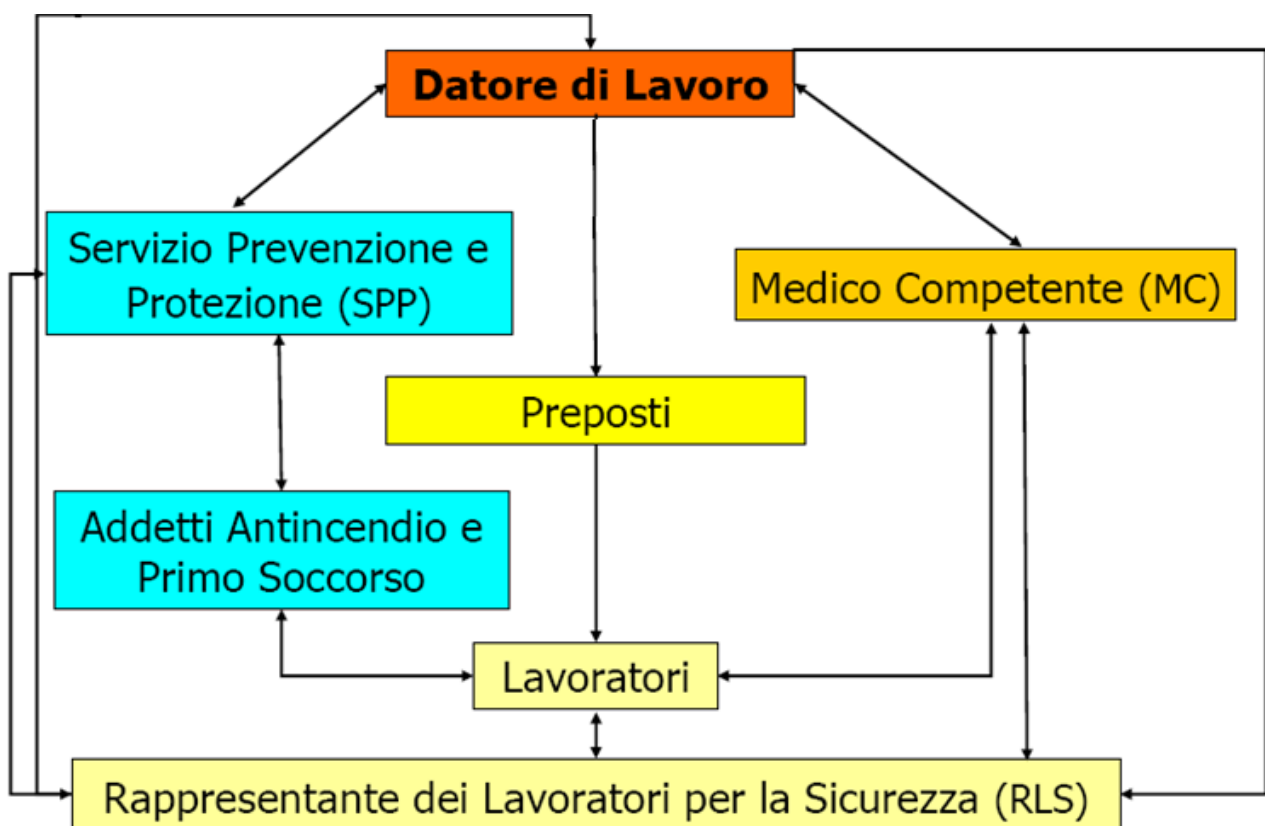 Datore di Lavoro
Servizio Prevenzione e
Protezione (SPP)
Medico Competente (MC)
Preposti
Addetti Antincendio e
Primo Soccorso
Lavoratori
Rappresentante dei Lavoratori per la Sicurezza (RLS)